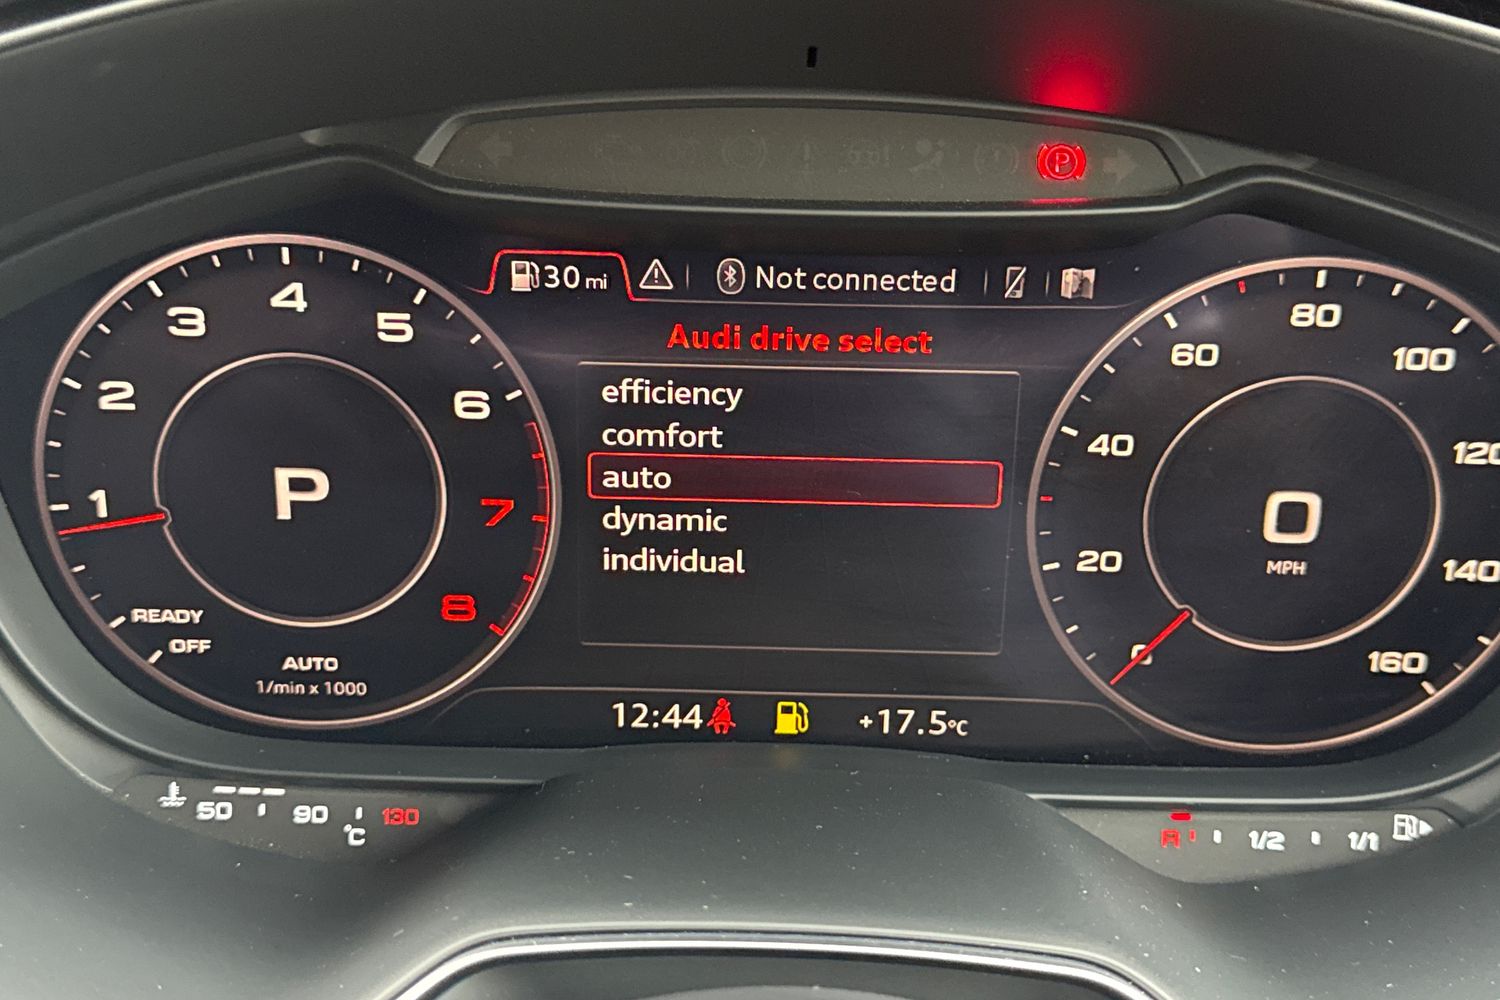 P
30 mi
Not connected
Audi drive select
efficiency
comfort
auto
dynamic
individual
1
2
3
4
5
6
7
8
P
READY
OFF
AUTO
1/min x 1000
0
20
40
60
80
100
120
140
160
0
MPH
12:44
+17.5°C
50
90
130
°C
R
1/2
1/1